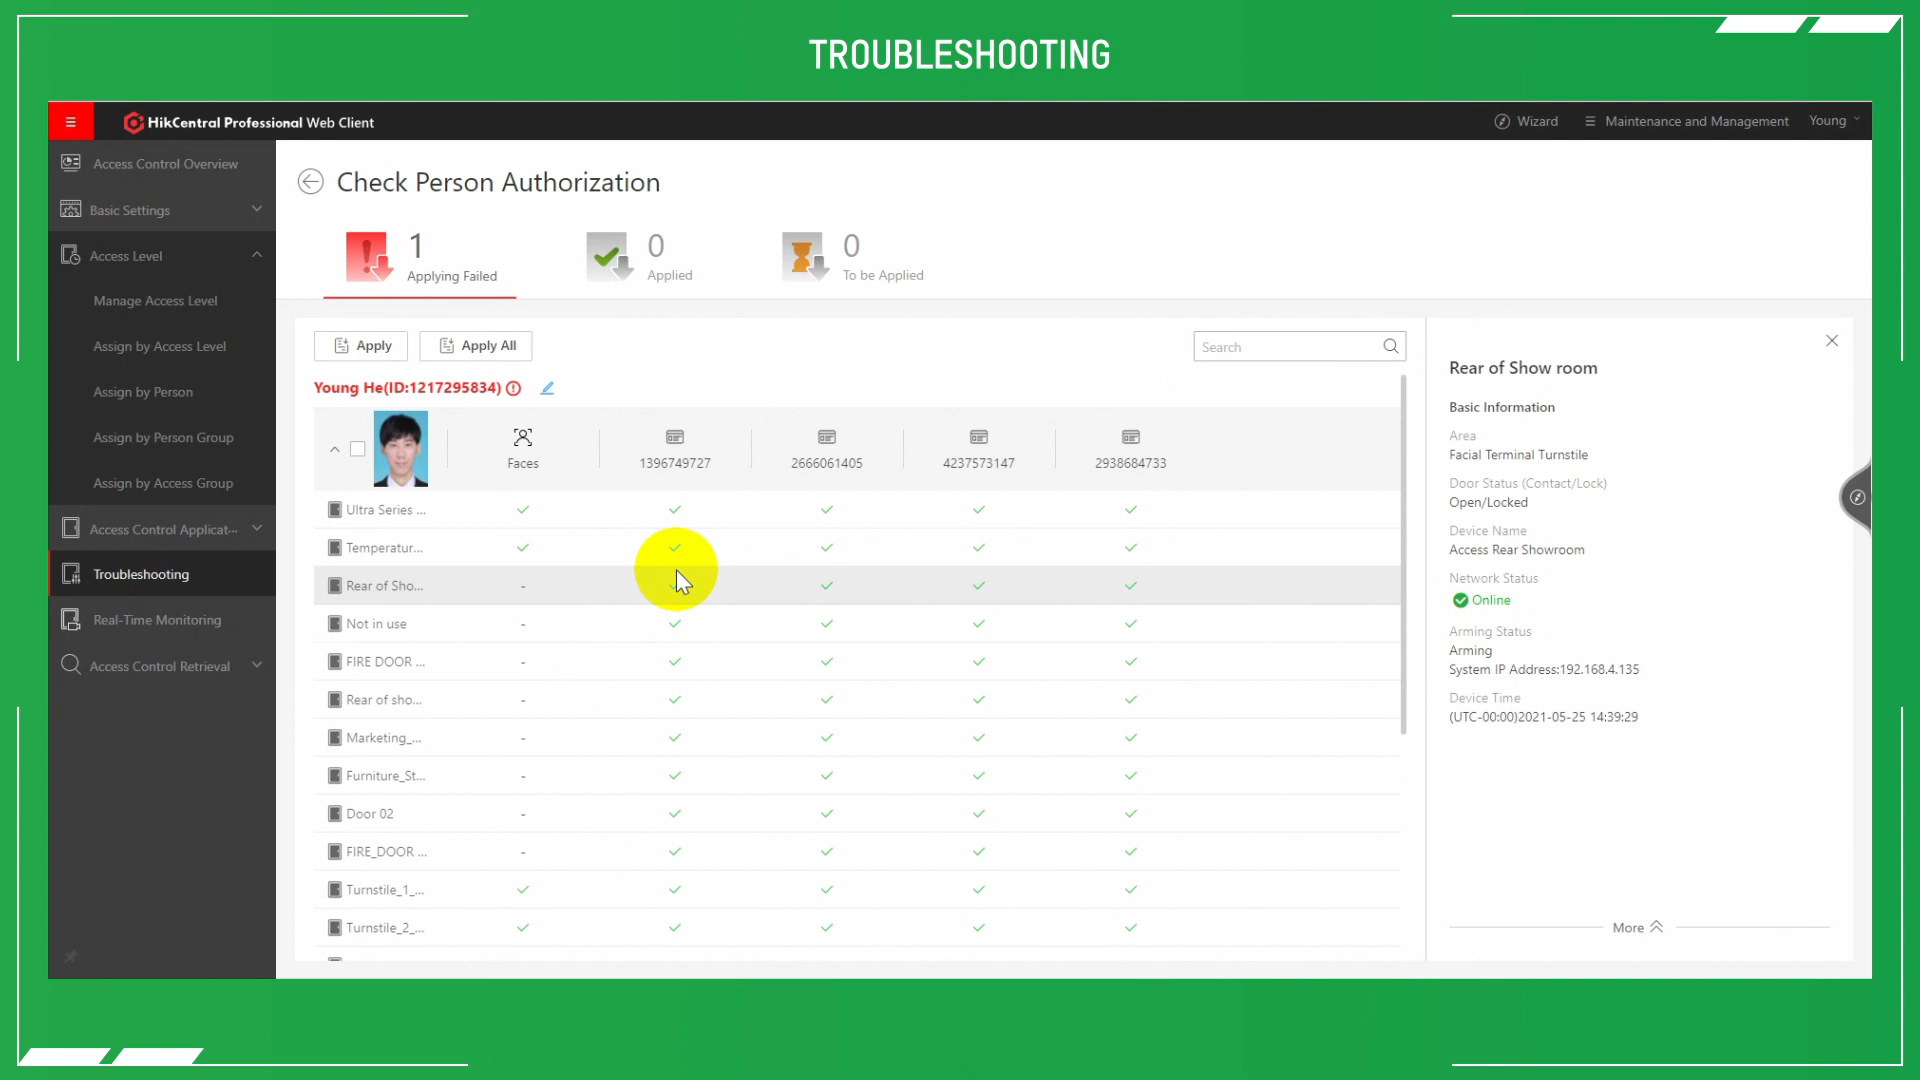 TROUBLESHOOTING
HikCentral Professional Web Client
Wizard
Maintenance and Management
Young
Access Control Overview
Basic Settings
Access Level
Manage Access Level
Assign by Access Level
Assign by Person
Assign by Person Group
Assign by Access Group
Access Control Applicat...
Troubleshooting
Real-Time Monitoring
Access Control Retrieval
Check Person Authorization
1
Applying Failed
0
Applied
0
To be Applied
Apply
Apply All
Search
Young He(ID:1217295834)
Faces
1396749727
2666061405
4237573147
2938684733
Ultra Series ...
Temperatur...
Rear of Sho...
-
Not in use
-
FIRE DOOR ...
-
Rear of sho...
-
Marketing_...
-
Furniture_St...
-
Door 02
-
FIRE_DOOR ...
-
Turnstile_1_...
Turnstile_2_...
Rear of Show room
Basic Information
Area
Facial Terminal Turnstile
Door Status (Contact/Lock)
Open/Locked
Device Name
Access Rear Showroom
Network Status
Online
Arming Status
Arming
System IP Address:192.168.4.135
Device Time
(UTC-00:00)2021-05-25 14:39:29
More